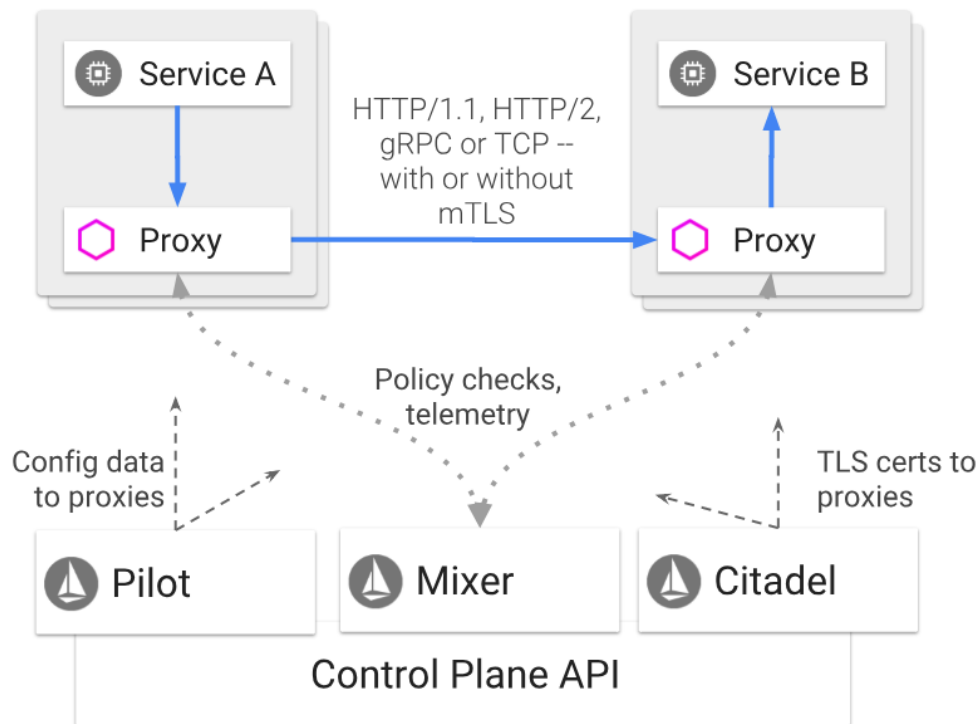 Service A
Service B
HTTP/1.1, HTTP/2,
gRPC or TCP --
with or without
mTLS
Proxy
Proxy
Policy checks,
telemetry
Config data
to proxies
TLS certs to
proxies
Pilot
Mixer
Citadel
Control Plane API